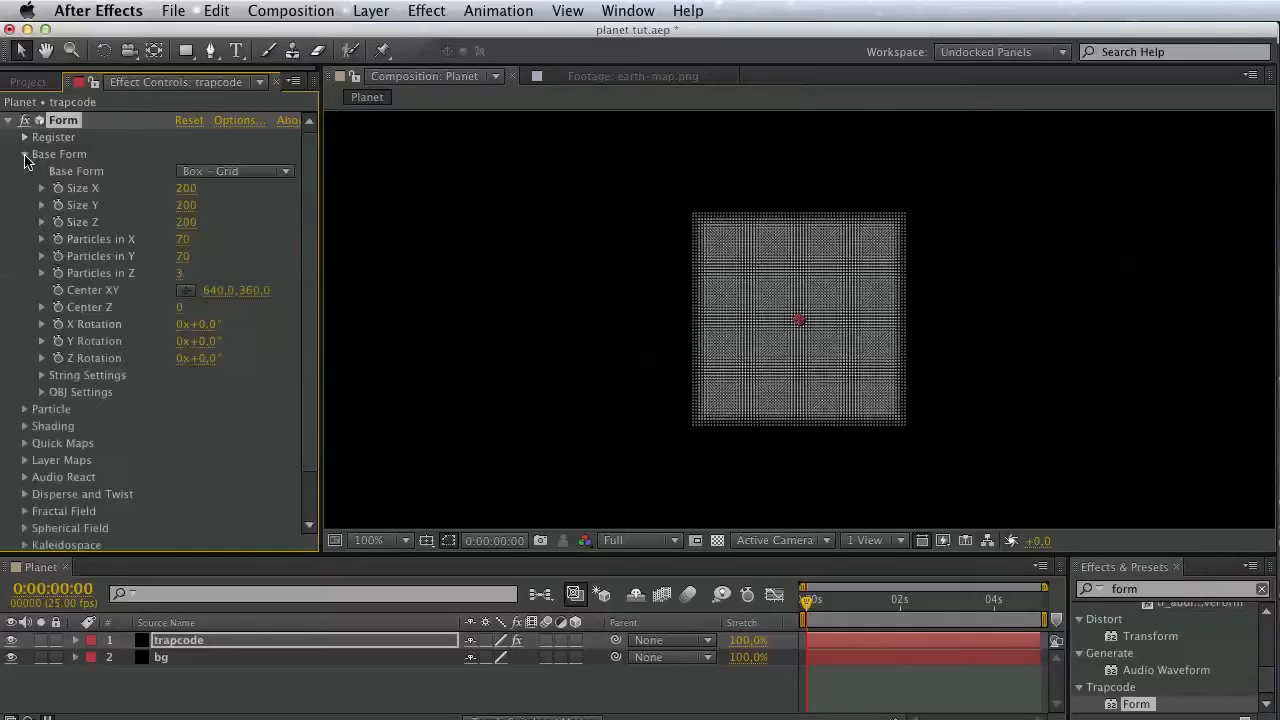 After Effects File Edit Composition Layer Effect Animation View Window Help
planet tut.aep *
Workspace: Undocked Panels Search Help
Project Effect Controls: trapcode Composition: Planet Footage: earth-map.png
Planet • trapcode
Planet
Form Reset Options... Abou
Register
Base Form
Base Form Box - Grid
Size X 200
Size Y 200
Size Z 200
Particles in X 70
Particles in Y 70
Particles in Z 3
Center XY 640,0,360,0
Center Z 0
X Rotation 0x+0,0°
Y Rotation 0x+0,0°
Z Rotation 0x+0,0°
String Settings
OBJ Settings
Particle
Shading
Quick Maps
Layer Maps
Audio React
Disperse and Twist
Fractal Field
Spherical Field
Kaleidospace
100% 0:00:00:00 Full Active Camera 1 View +0,0
Planet
Effects & Presets
0:00:00:00
00000 (25.00 fps)
0s 02s 04s
form
Source Name Parent Stretch
1 trapcode None 100,0%
2 bg None 100,0%
Distort
Transform
Generate
Audio Waveform
Trapcode
Form